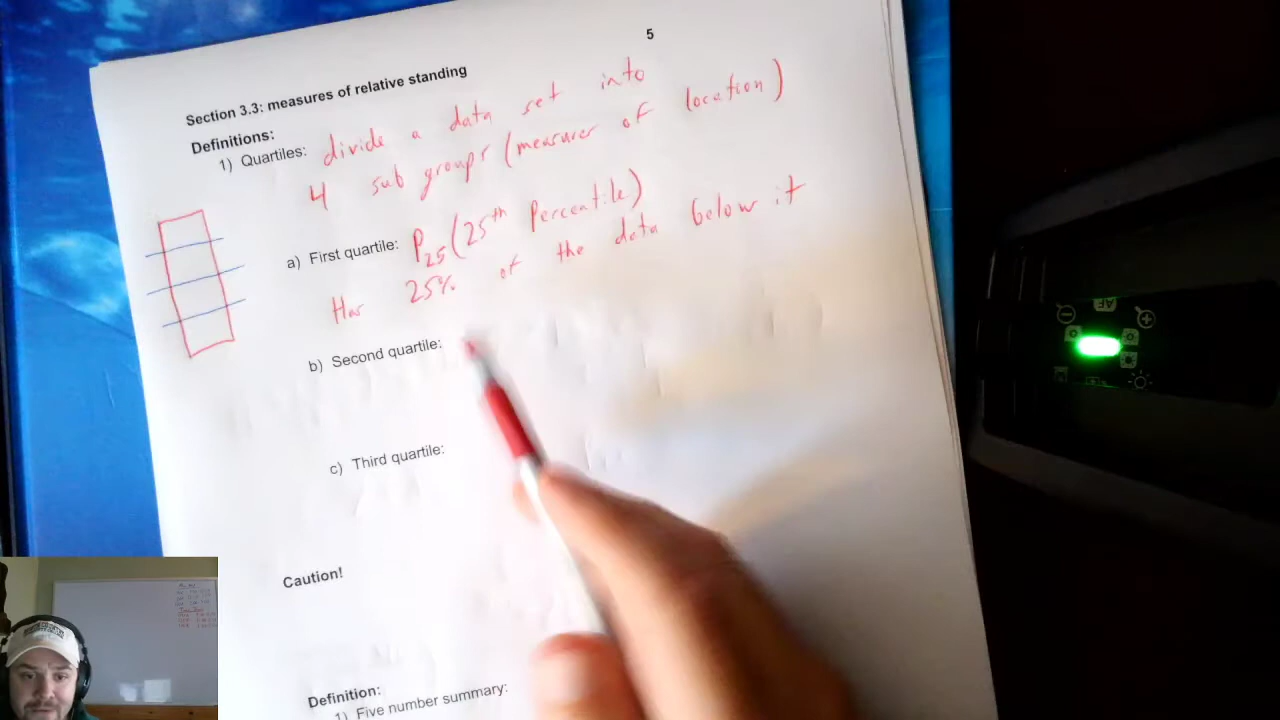 5
Section 3.3: measures of relative standing
Definitions:
1) Quartiles: divide a data set into
4 sub groups (measures of location)
a) First quartile: P25 (25th Percentile)
Has 25% of the data below it
b) Second quartile:
c) Third quartile:
Caution!
Definition:
1) Five number summary:
AF